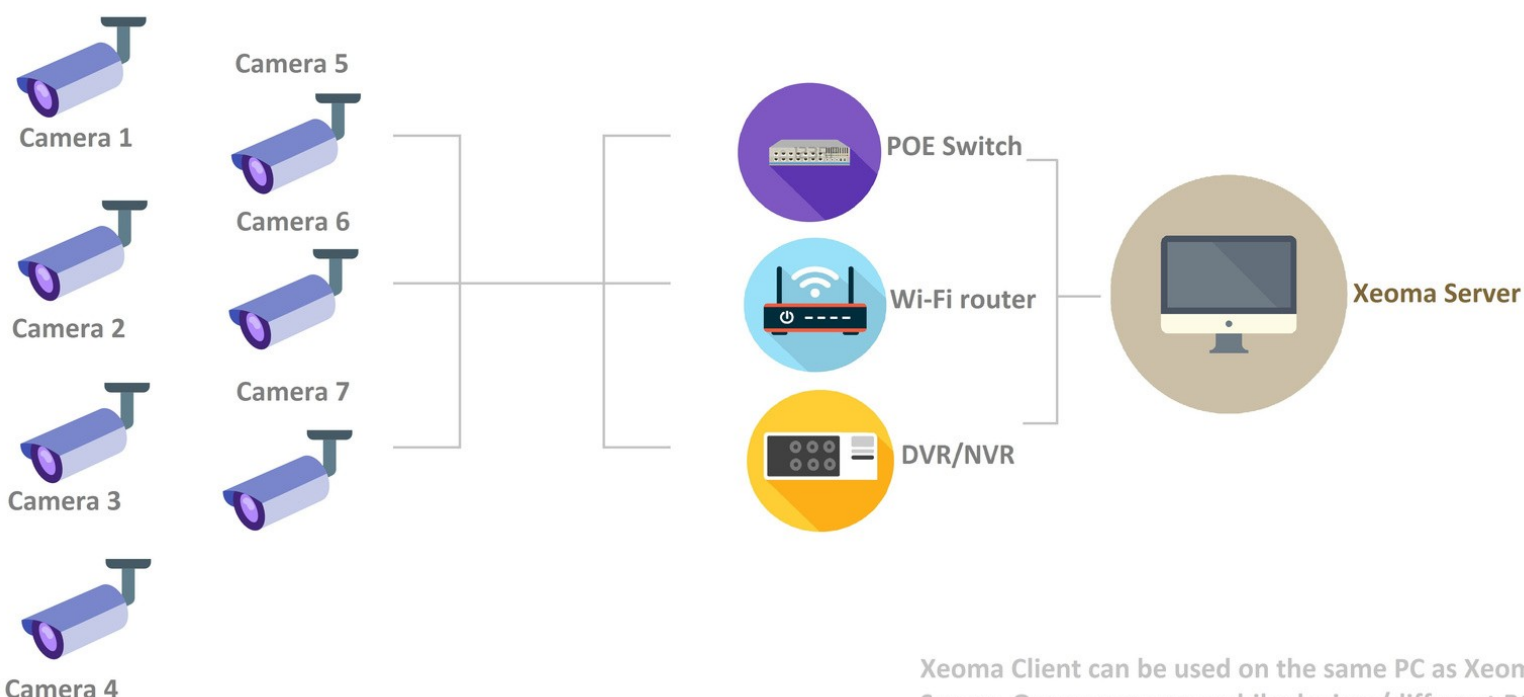 Camera 1
Camera 2
Camera 3
Camera 4
Camera 5
Camera 6
Camera 7
POE Switch
Wi-Fi router
DVR/NVR
Xeoma Server
Xeoma Client can be used on the same PC as Xeom